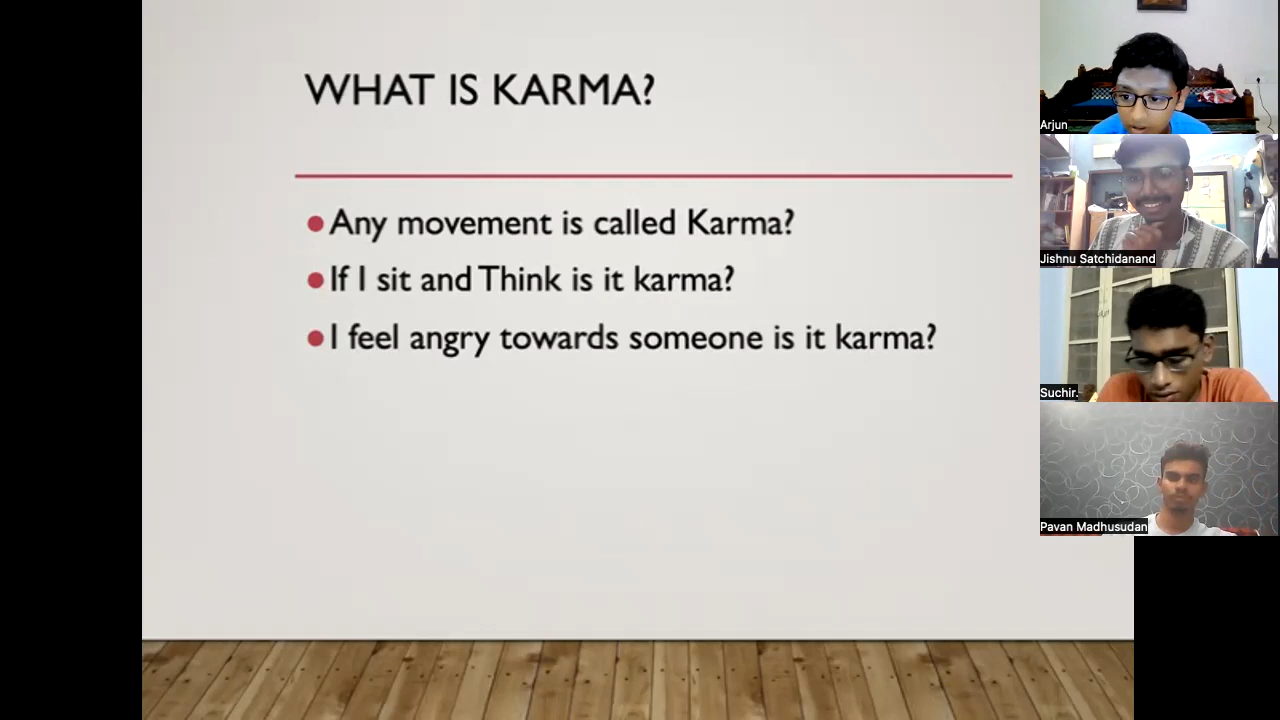 WHAT IS KARMA?
Any movement is called Karma?
If I sit and Think is it karma?
I feel angry towards someone is it karma?
Arjun
Jishnu Satchidanand
Suchir.
Pavan Madhusudan